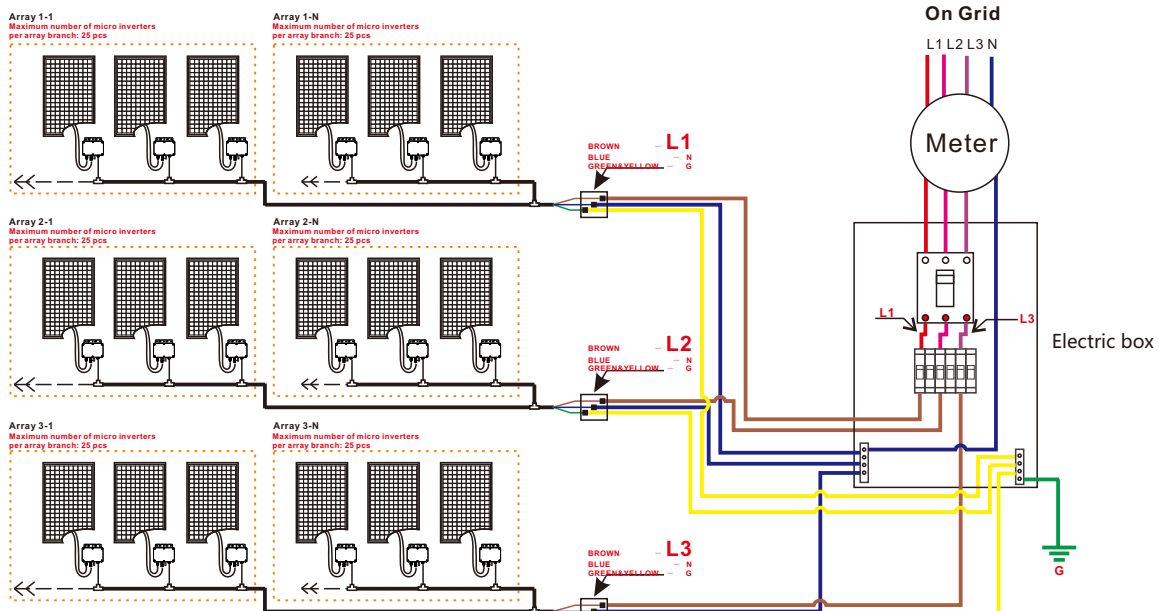 Array 1-1
Maximum number of micro inverters
per array branch: 25 pcs
Array 1-N
Maximum number of micro inverters
per array branch: 25 pcs
On Grid
L1 L2 L3 N
Meter
BROWN – L1
BLUE – N
GREEN&YELLOW – G
Array 2-1
Maximum number of micro inverters
per array branch: 25 pcs
Array 2-N
Maximum number of micro inverters
per array branch: 25 pcs
L1
L3
Electric box
BROWN – L2
BLUE – N
GREEN&YELLOW – G
Array 3-1
Maximum number of micro inverters
per array branch: 25 pcs
Array 3-N
Maximum number of micro inverters
per array branch: 25 pcs
BROWN – L3
BLUE – N
GREEN&YELLOW – G
G